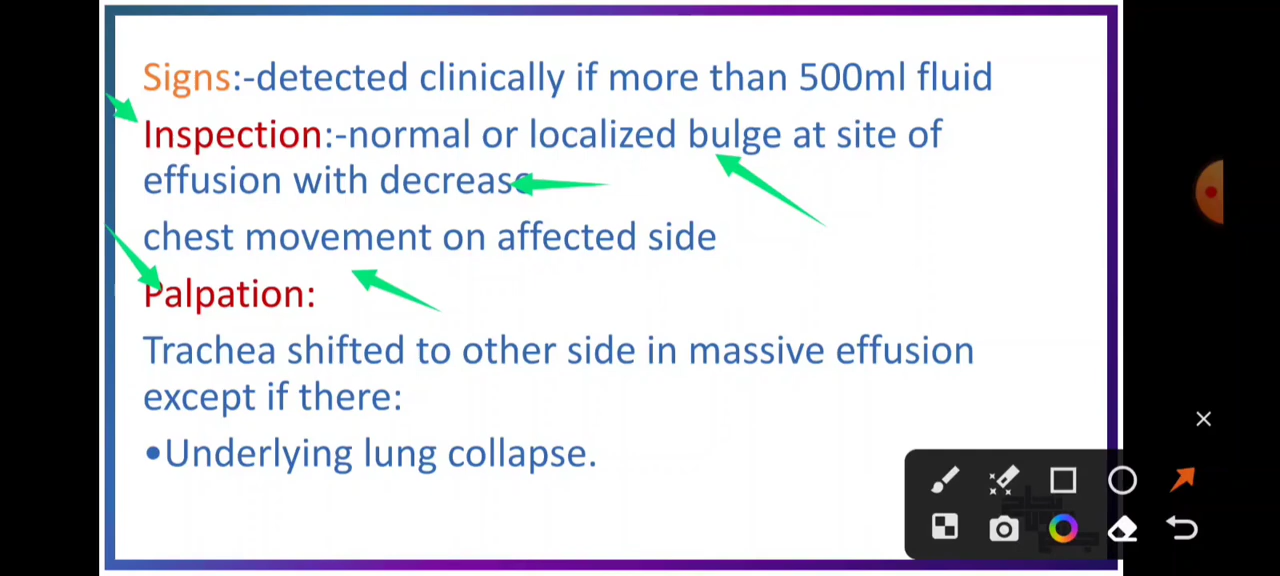 Signs:-detected clinically if more than 500ml fluid
Inspection:-normal or localized bulge at site of
effusion with decrease
chest movement on affected side
Palpation:
Trachea shifted to other side in massive effusion
except if there:
•Underlying lung collapse.